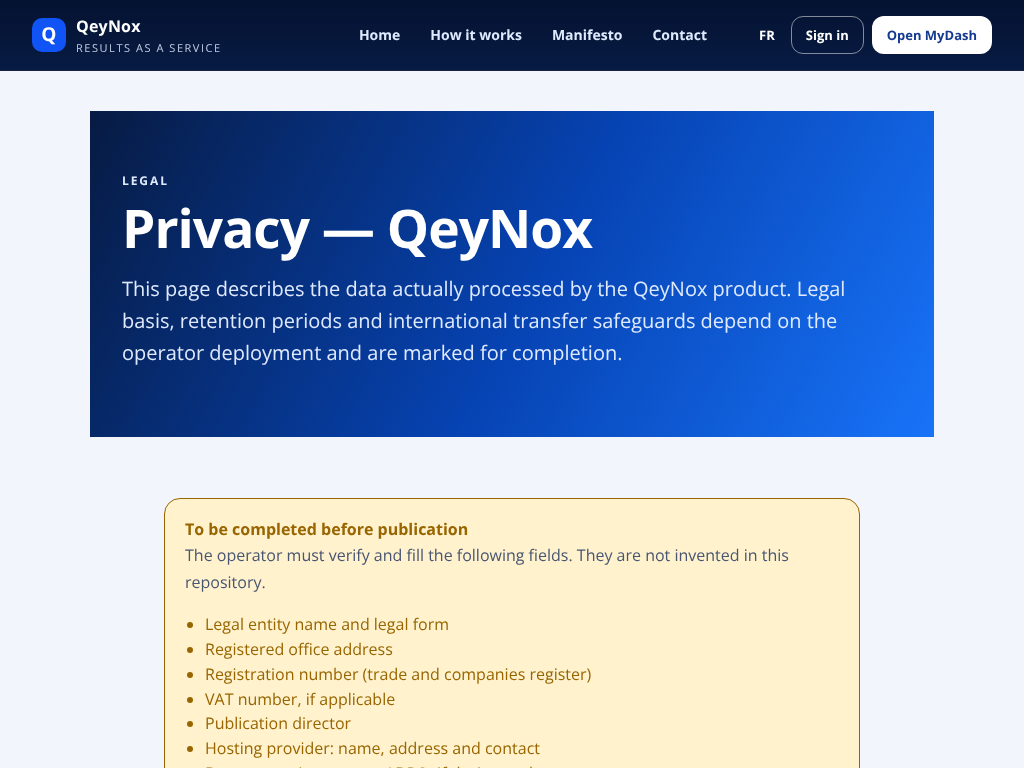 Q
QeyNox
RESULTS AS A SERVICE
Home
How it works
Manifesto
Contact
FR
Sign in
Open MyDash
LEGAL
Privacy — QeyNox
This page describes the data actually processed by the QeyNox product. Legal
basis, retention periods and international transfer safeguards depend on the
operator deployment and are marked for completion.
To be completed before publication
The operator must verify and fill the following fields. They are not invented in this
repository.
Legal entity name and legal form
Registered office address
Registration number (trade and companies register)
VAT number, if applicable
Publication director
Hosting provider: name, address and contact